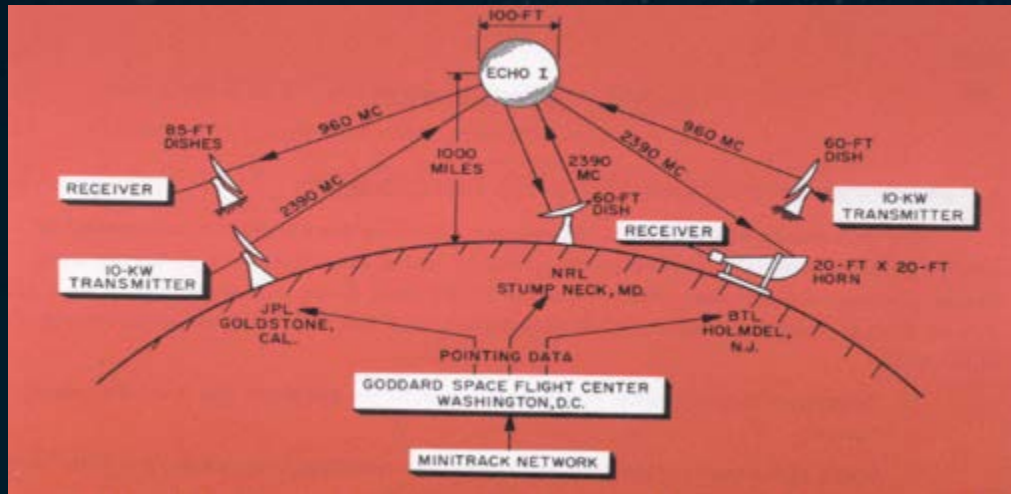 100-FT
ECHO I
85-FT
DISHES
960 MC
960 MC
60-FT
DISH
1000
MILES
2390
MC
2390 MC
RECEIVER
2390 MC
10-KW
TRANSMITTER
60-FT
DISH
RECEIVER
10-KW
TRANSMITTER
20-FT X 20-FT
HORN
NRL
STUMP NECK, MD.
JPL
GOLDSTONE,
CAL.
BTL
HOLMDEL,
N.J.
POINTING DATA
GODDARD SPACE FLIGHT CENTER
WASHINGTON, D.C.
MINITRACK NETWORK